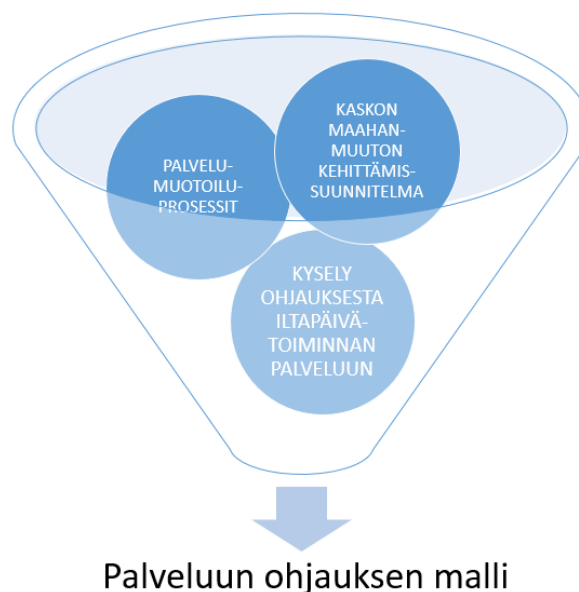 PALVELU-
MUOTOILU-
PROSESSIT
KASKON
MAAHAN-
MUUTON
KEHITTÄMIS-
SUUNNITELMA
KYSELY
OHJAUKSESTA
ILTAPÄIVÄ-
TOIMINNAN
PALVELUUN
Palveluun ohjauksen malli